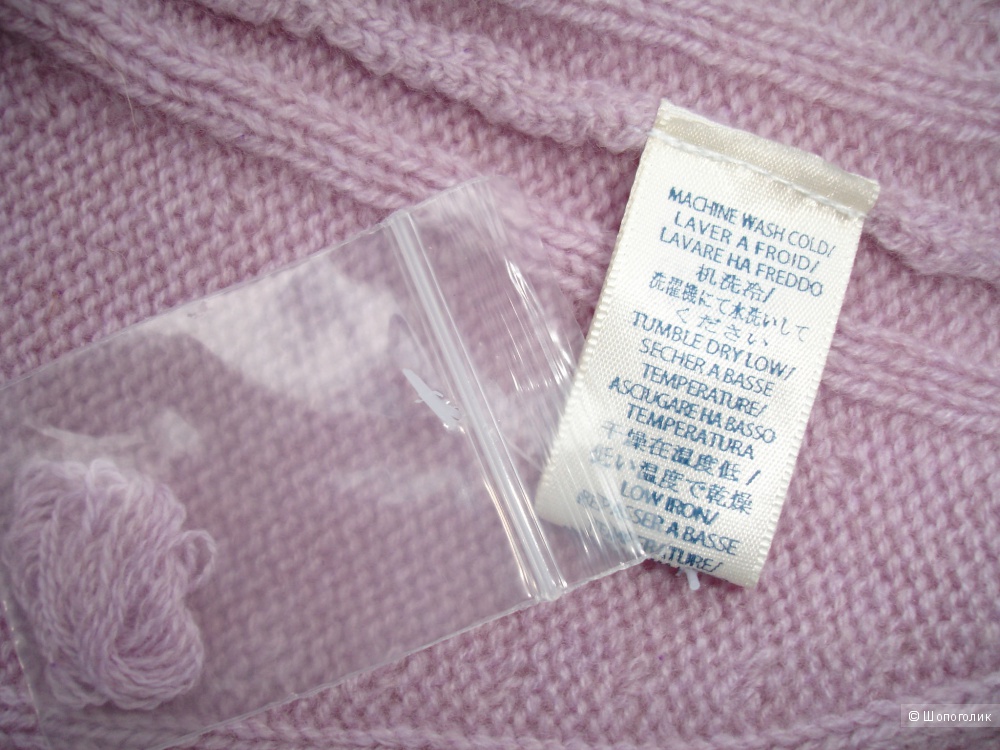 MACHINE WASH COLD/
LAVER A FROID/
LAVARE HA FREDDO
机洗冷/
洗濯機にて水洗いして
ください
TUMBLE DRY LOW/
SECHER A BASSE
TEMPERATURE/
ASCIUGARE HA BASSO
TEMPERATURA
干燥在温度低/
低い温度で乾燥
LOW IRON/
A BASSE
© Шопоголик